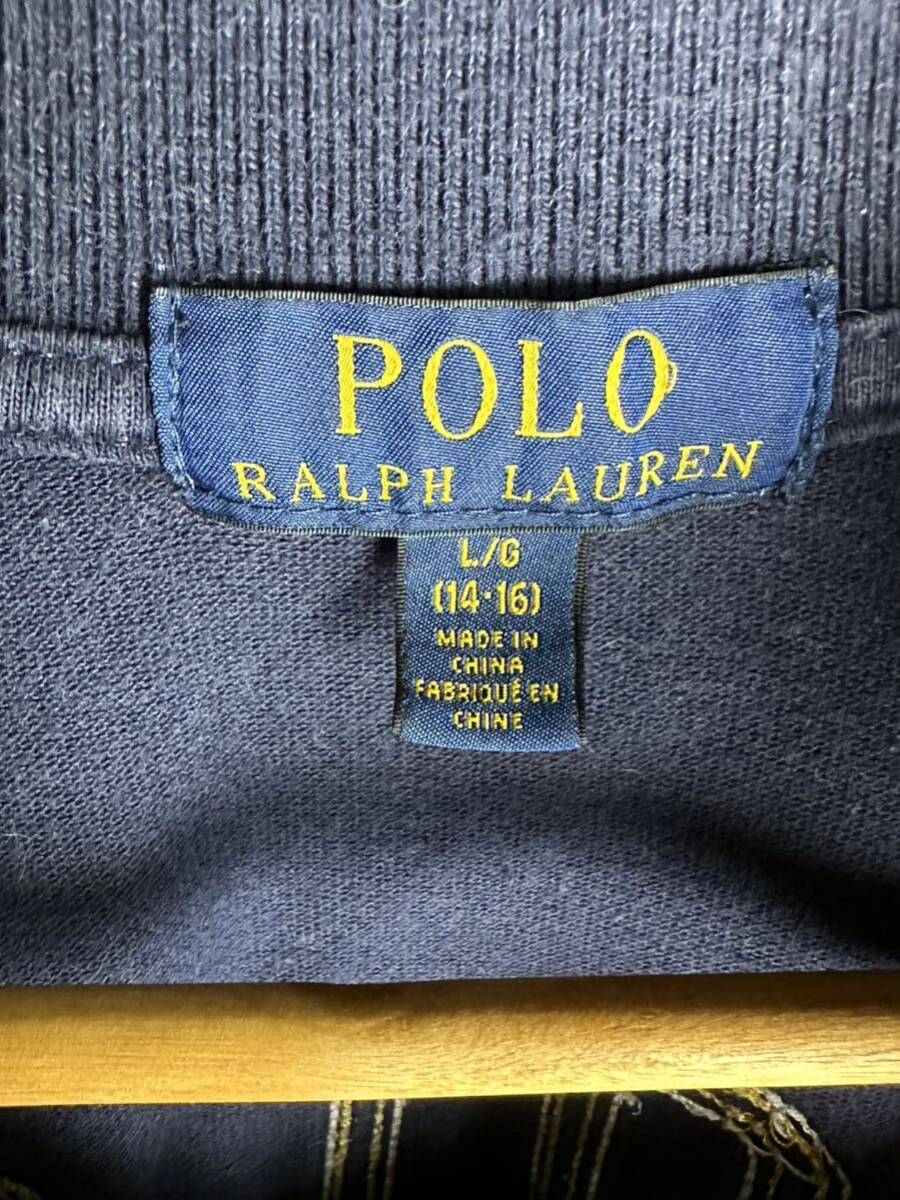 POLO
RALPH LAUREN
L/G
(14·16)
MADE IN
CHINA
FABRIQUÉ EN
CHINE